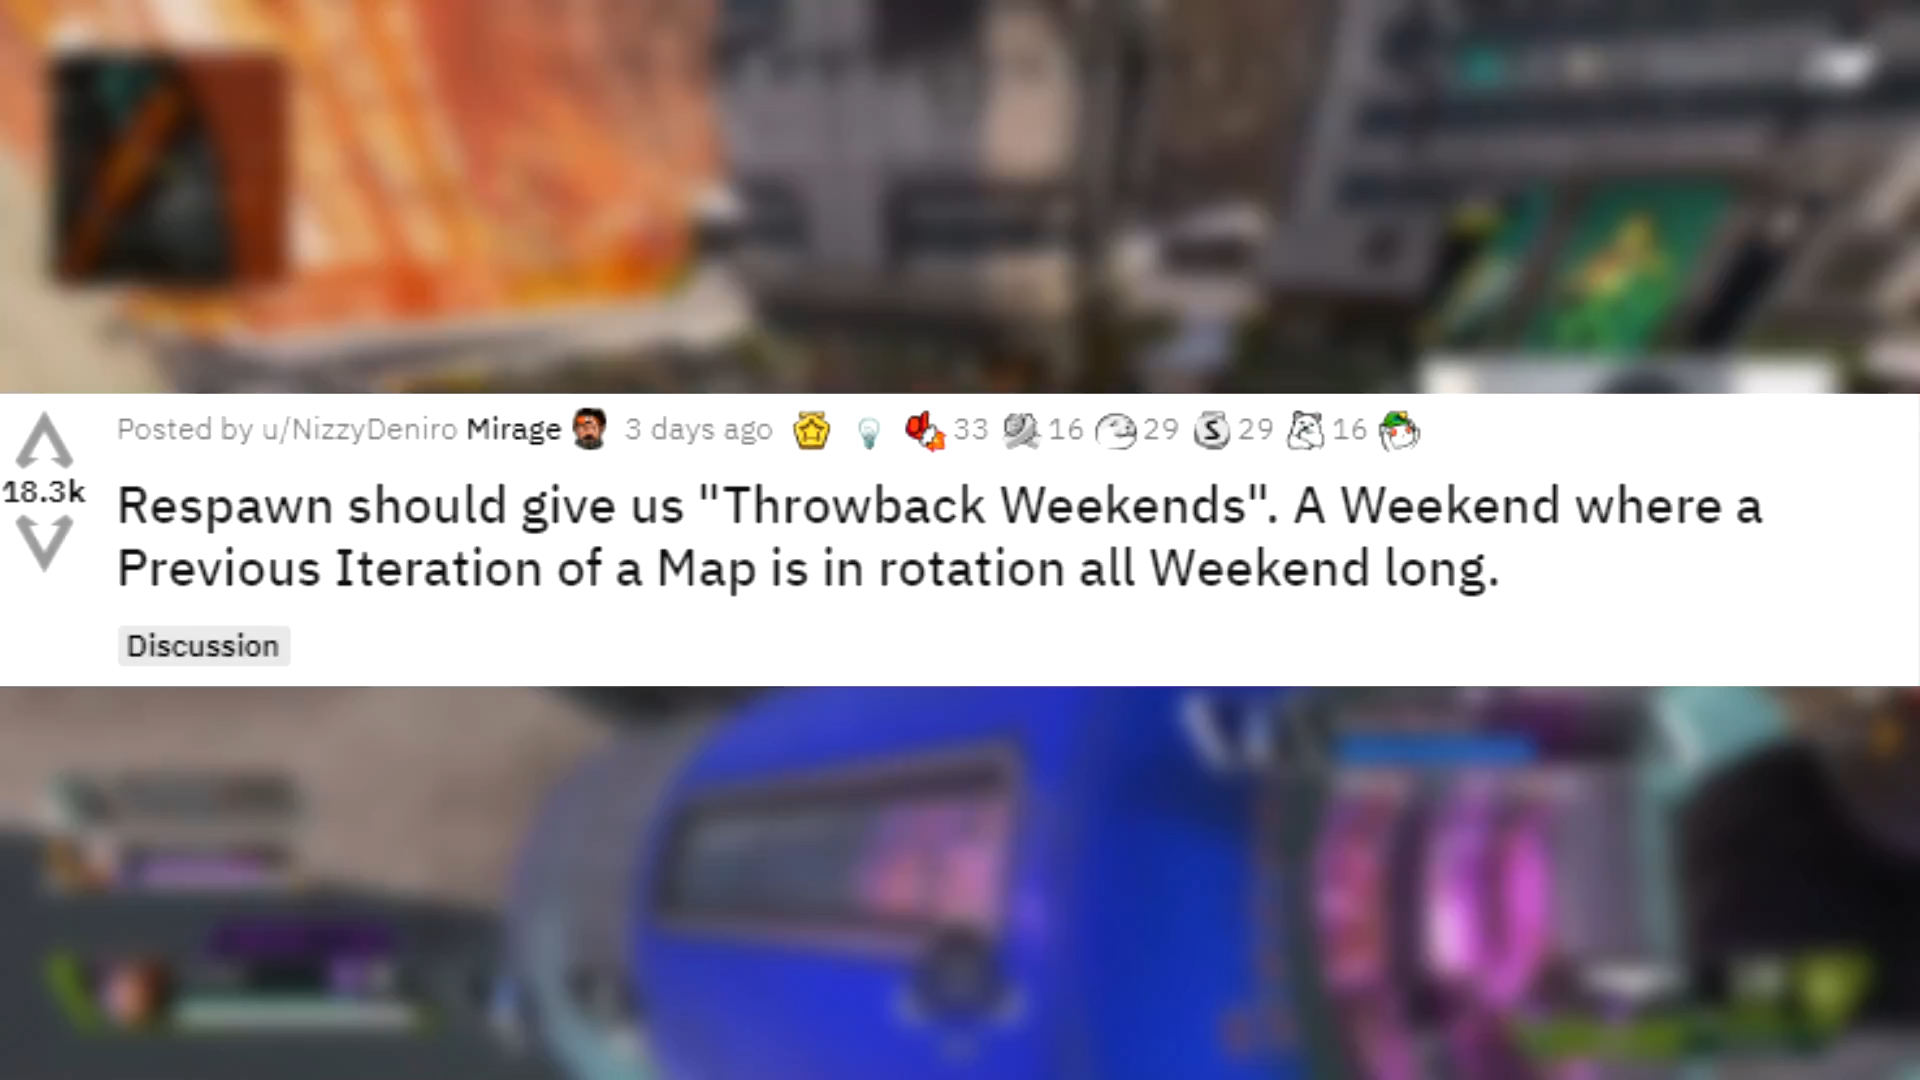 Posted by u/NizzyDeniro Mirage 3 days ago 33 16 29 S 29 16
18.3k
Respawn should give us "Throwback Weekends". A Weekend where a
Previous Iteration of a Map is in rotation all Weekend long.
Discussion